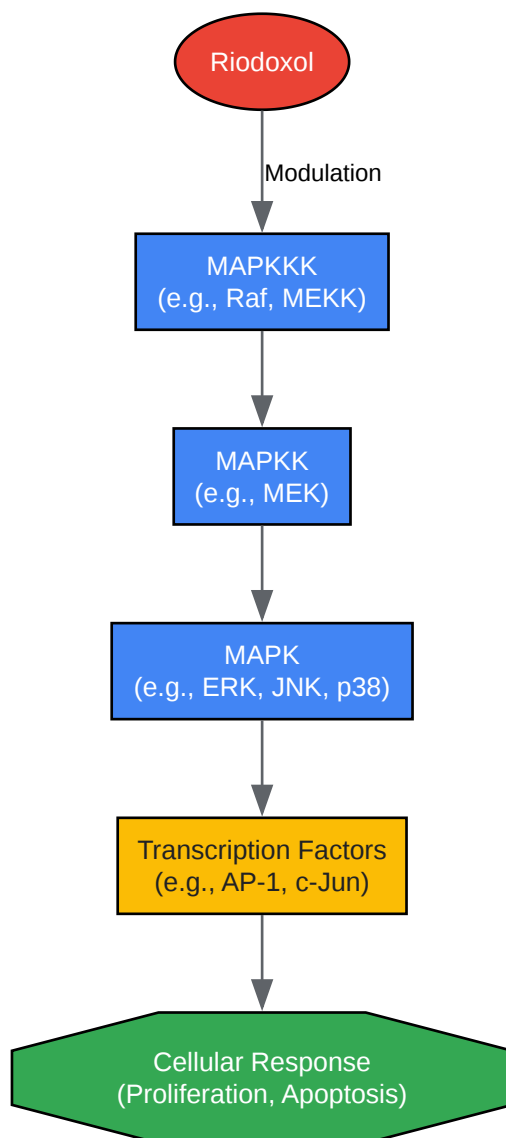 Riodoxol
Modulation
MAPKKK
(e.g., Raf, MEKK)
MAPKK
(e.g., MEK)
MAPK
(e.g., ERK, JNK, p38)
Transcription Factors
(e.g., AP-1, c-Jun)
Cellular Response
(Proliferation, Apoptosis)